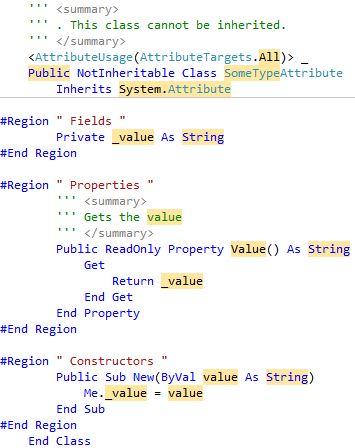 ''' <summary>
''' . This class cannot be inherited.
''' </summary>
<AttributeUsage(AttributeTargets.All)> _
Public NotInheritable Class SomeTypeAttribute
Inherits System.Attribute
#Region " Fields "
Private _value As String
#End Region
#Region " Properties "
''' <summary>
''' Gets the value
''' </summary>
Public ReadOnly Property Value() As String
Get
Return _value
End Get
End Property
#End Region
#Region " Constructors "
Public Sub New(ByVal value As String)
Me._value = value
End Sub
#End Region
End Class